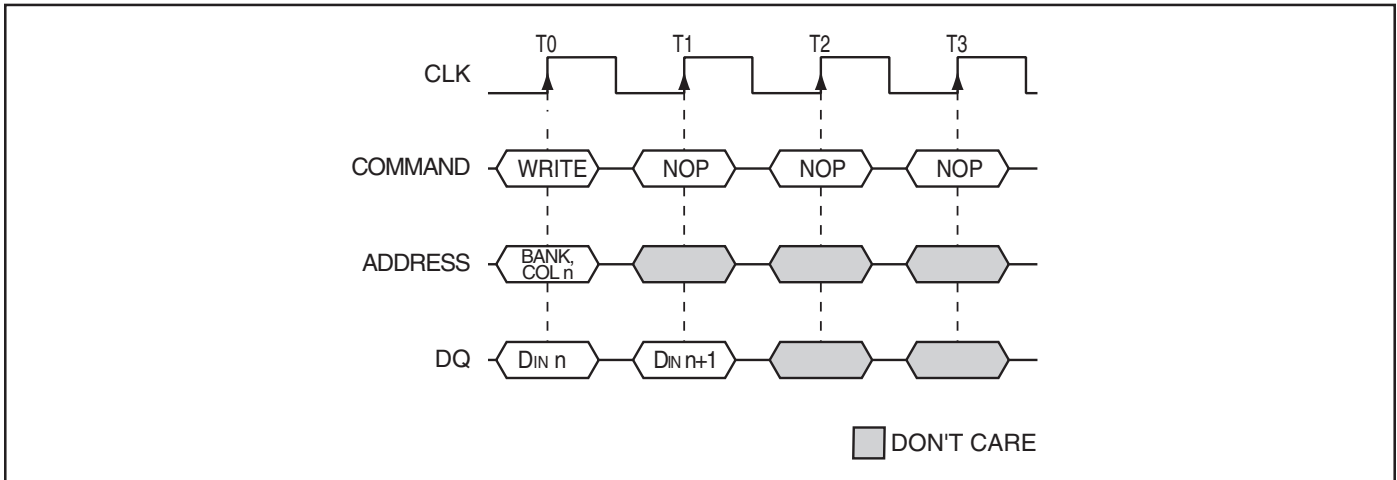 T0 T1 T2 T3
CLK
COMMAND WRITE NOP NOP NOP
ADDRESS BANK,
COL n
DQ DIN n DIN n+1
DON'T CARE